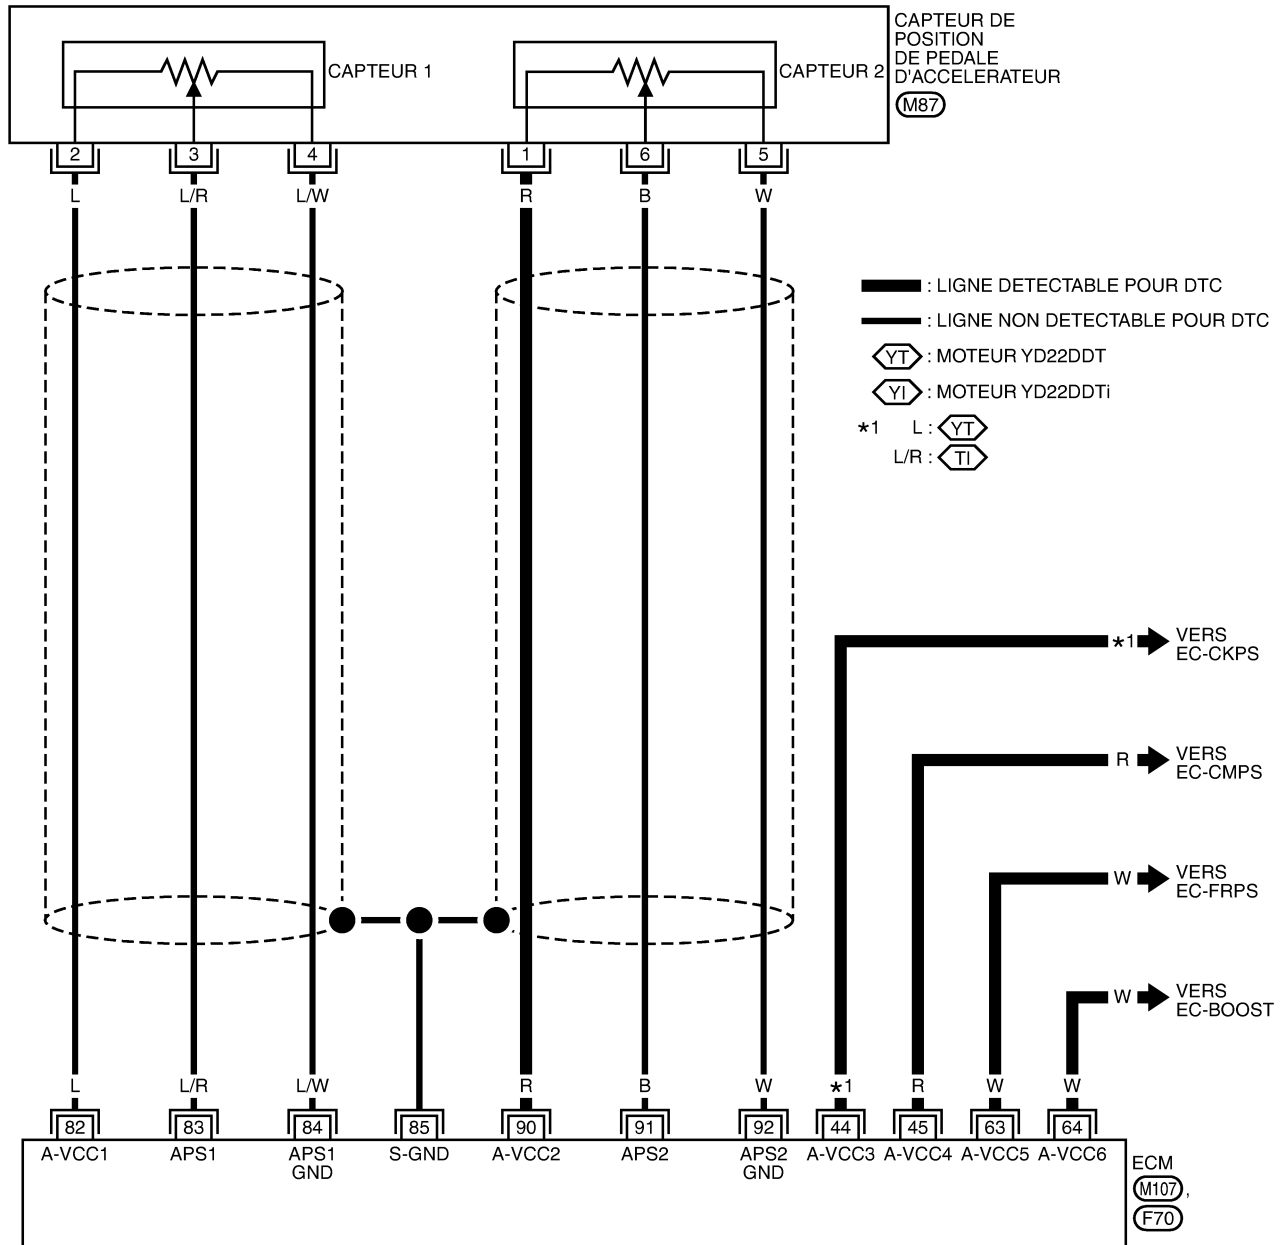 CAPTEUR DE
POSITION
DE PEDALE
D'ACCELERATEUR
M87
CAPTEUR 1
CAPTEUR 2
2 3 4 1 6 5
L L/R L/W R B W
: LIGNE DETECTABLE POUR DTC
: LIGNE NON DETECTABLE POUR DTC
YT : MOTEUR YD22DDT
YI : MOTEUR YD22DDTi
*1 L : YT
L/R : TI
*1 VERS
EC-CKPS
R VERS
EC-CMPS
W VERS
EC-FRPS
W VERS
EC-BOOST
L L/R L/W R B W *1 R W W
82 83 84 85 90 91 92 44 45 63 64
A-VCC1 APS1 APS1 S-GND A-VCC2 APS2 APS2 A-VCC3 A-VCC4 A-VCC5 A-VCC6
GND GND
ECM
M107 ,
F70